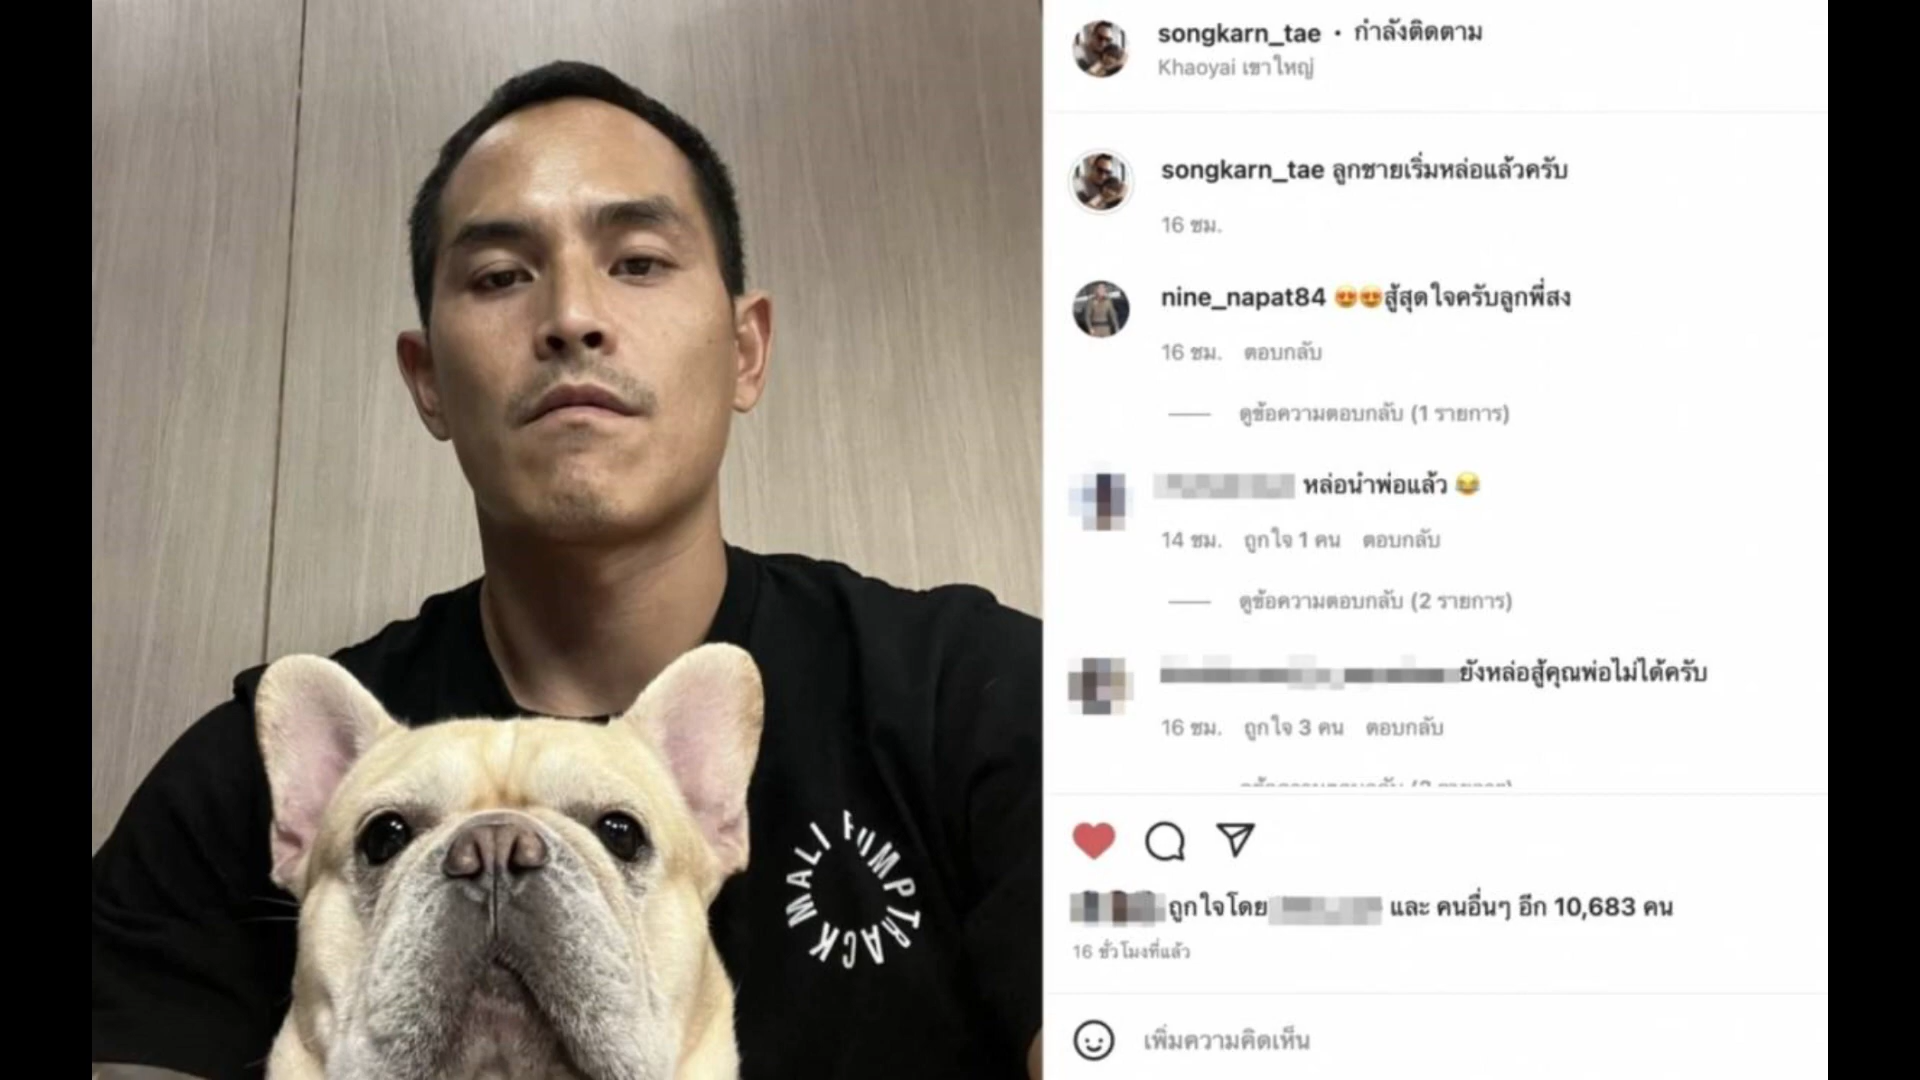 songkarn_tae • กำลังติดตาม
Khaoyai เขาใหญ่
songkarn_tae ลูกชายเริ่มหล่อแล้วครับ
16 ชม.
nine_napat84 😍😍สู้สุดใจครับลูกพี่สง
16 ชม. ตอบกลับ
ดูข้อความตอบกลับ (1 รายการ)
หล่อนำพ่อแล้ว 😂
14 ชม. ถูกใจ 1 คน ตอบกลับ
ดูข้อความตอบกลับ (2 รายการ)
ยังหล่อสู้คุณพ่อไม่ได้ครับ
16 ชม. ถูกใจ 3 คน ตอบกลับ
MALI PUMPTRACK
ถูกใจโดย และ คนอื่นๆ อีก 10,683 คน
16 ชั่วโมงที่แล้ว
เพิ่มความคิดเห็น